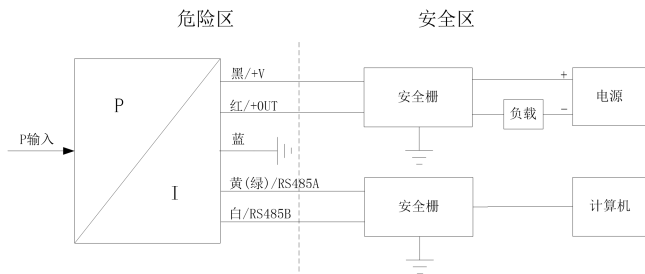 危险区
安全区
黑/+V
红/+OUT
蓝
黄(绿)/RS485A
白/RS485B
P输入
P
I
安全栅
+
-
负载
电源
安全栅
计算机